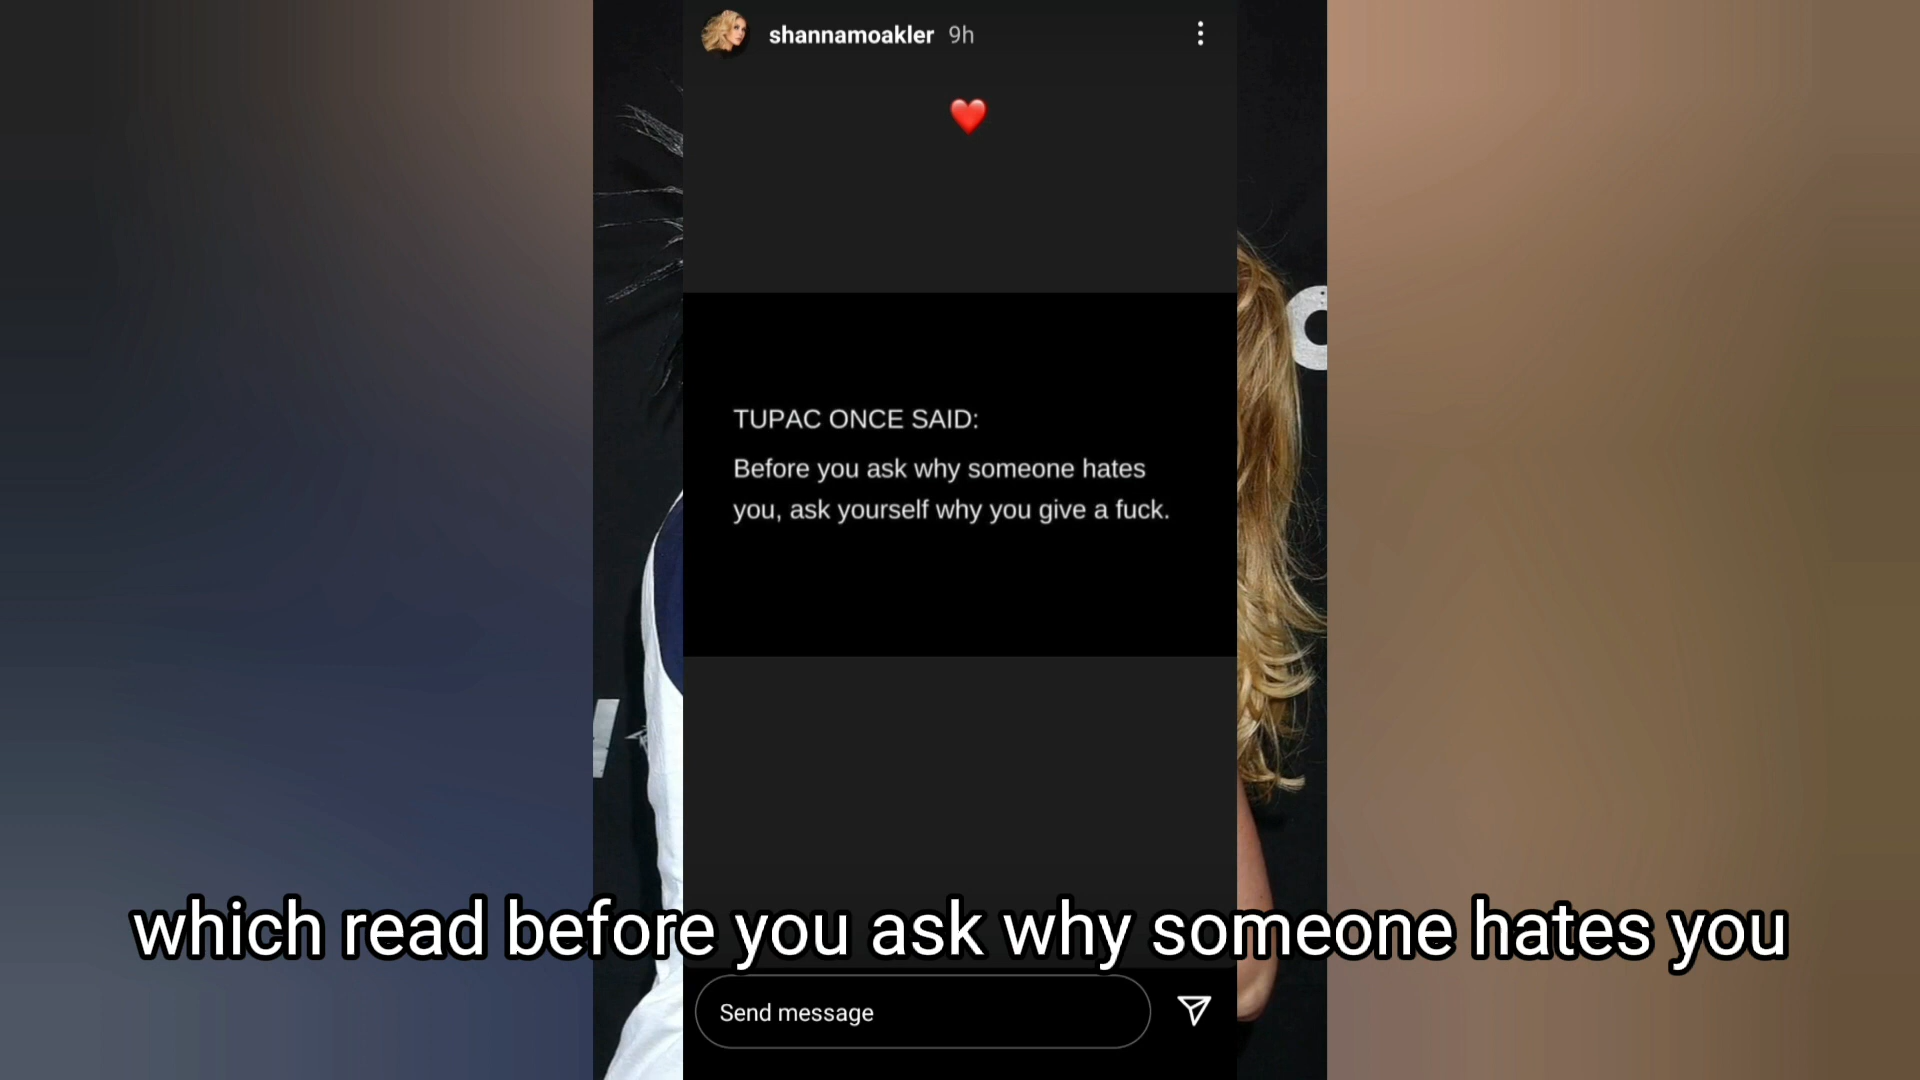 shannamoakler 9h
TUPAC ONCE SAID:
Before you ask why someone hates
you, ask yourself why you give a fuck.
which read before you ask why someone hates you
Send message